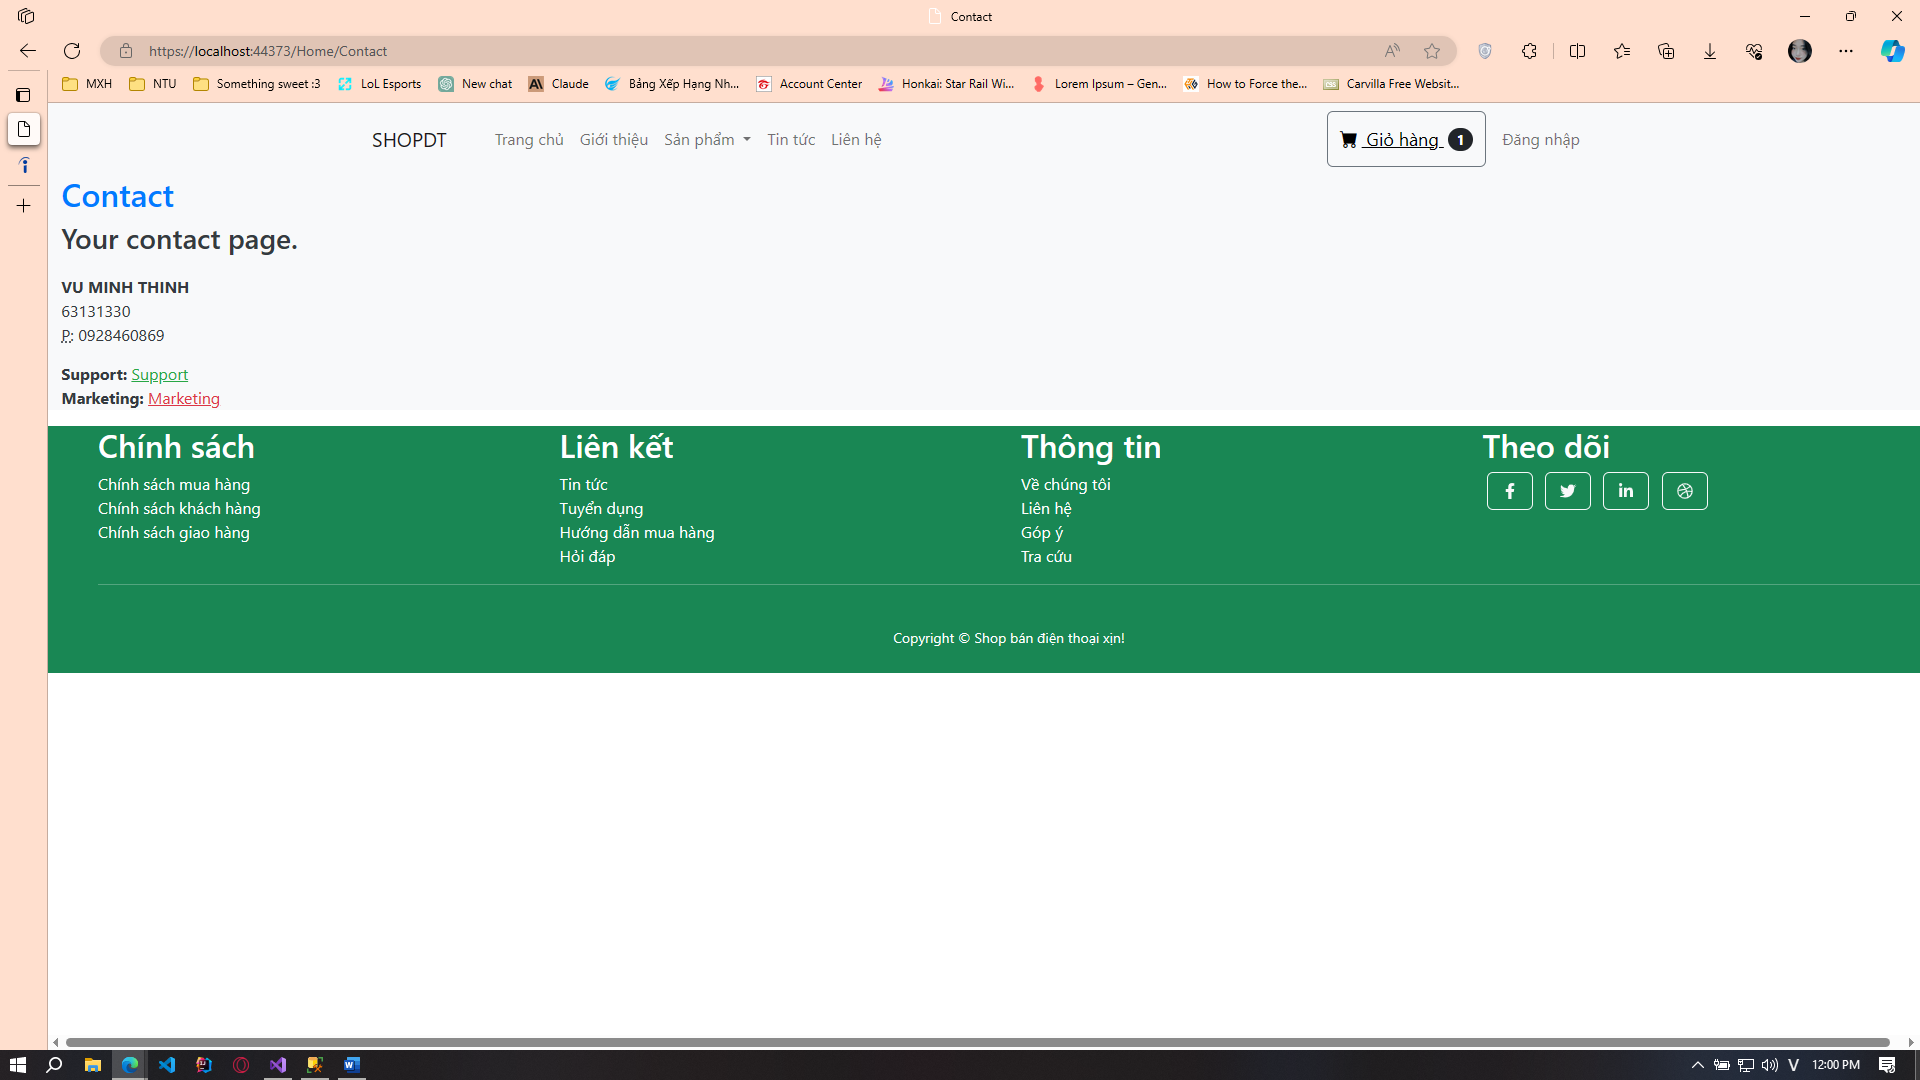 Contact
https://localhost:44373/Home/Contact
MXH
NTU
Something sweet :3
LoL Esports
New chat
Claude
Bảng Xếp Hạng Nh...
Account Center
Honkai: Star Rail Wi...
Lorem Ipsum – Gen...
How to Force the...
Carvilla Free Websit...
SHOPDT
Trang chủ
Giới thiệu
Sản phẩm
Tin tức
Liên hệ
Giỏ hàng 1
Đăng nhập
Contact
Your contact page.
VU MINH THINH
63131330
P: 0928460869
Support: Support
Marketing: Marketing
Chính sách
Chính sách mua hàng
Chính sách khách hàng
Chính sách giao hàng
Liên kết
Tin tức
Tuyển dụng
Hướng dẫn mua hàng
Hỏi đáp
Thông tin
Về chúng tôi
Liên hệ
Góp ý
Tra cứu
Theo dõi
Copyright © Shop bán điện thoại xịn!
V
12:00 PM